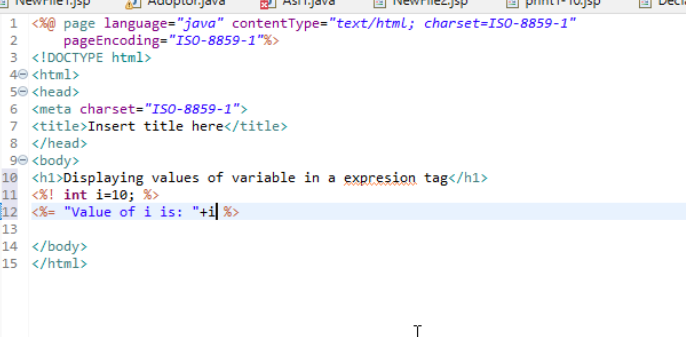 NewFile1.jsp Adoptor.java As11.java NewFile2.jsp print1-10.jsp
1 <%@ page language="java" contentType="text/html; charset=ISO-8859-1"
2     pageEncoding="ISO-8859-1"%>
3 <!DOCTYPE html>
4 <html>
5 <head>
6 <meta charset="ISO-8859-1">
7 <title>Insert title here</title>
8 </head>
9 <body>
10 <h1>Displaying values of variable in a expresion tag</h1>
11 <%! int i=10; %>
12 <%= "Value of i is: "+i %>
13
14 </body>
15 </html>